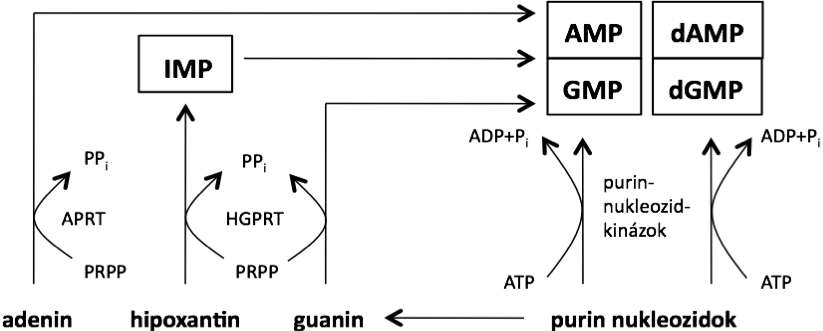 AMP dAMP
IMP
GMP dGMP
ADP+Pi ADP+Pi
PPi PPi
purin-
nukleozid-
kinázok
APRT HGPRT
PRPP PRPP ATP ATP
adenin hipoxantin guanin purin nukleozidok